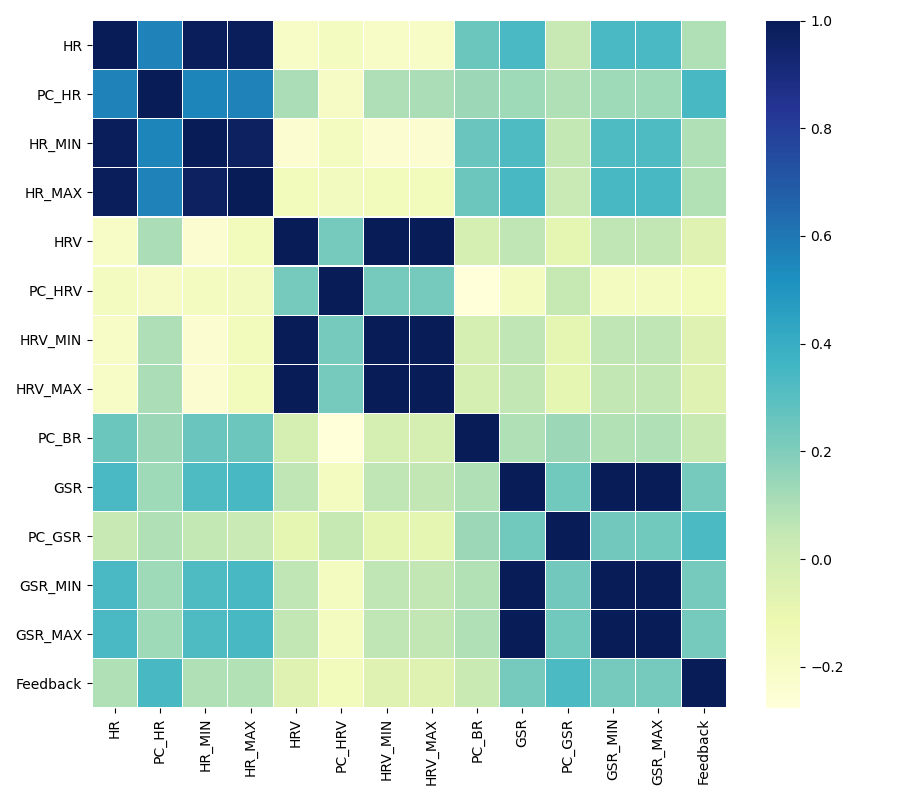 HR
PC_HR
HR_MIN
HR_MAX
HRV
PC_HRV
HRV_MIN
HRV_MAX
PC_BR
GSR
PC_GSR
GSR_MIN
GSR_MAX
Feedback
HR
PC_HR
HR_MIN
HR_MAX
HRV
PC_HRV
HRV_MIN
HRV_MAX
PC_BR
GSR
PC_GSR
GSR_MIN
GSR_MAX
Feedback
1.0
0.8
0.6
0.4
0.2
0.0
−0.2